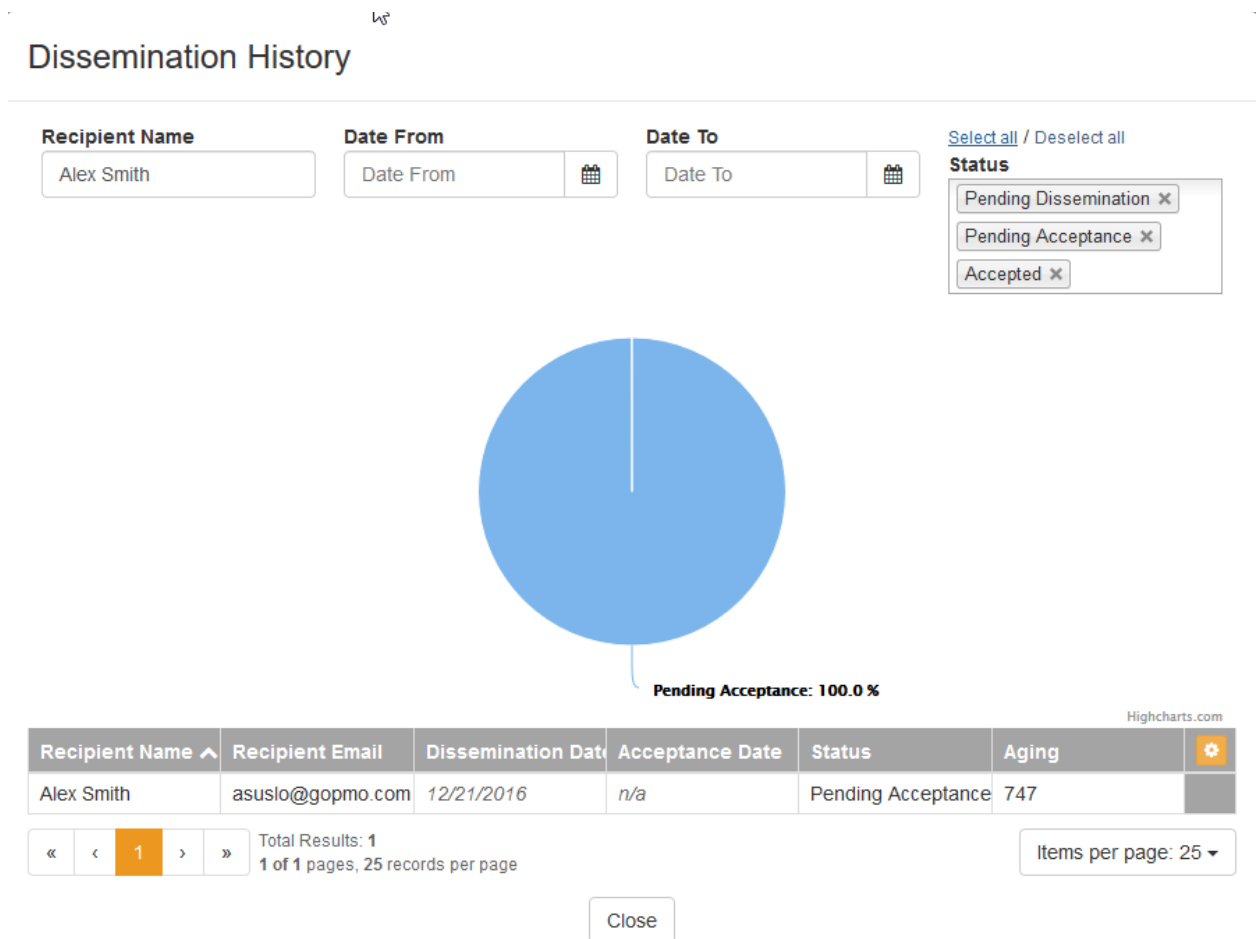 Dissemination History
Recipient Name
Alex Smith
Date From
Date From
Date To
Date To
Select all / Deselect all
Status
Pending Dissemination ×
Pending Acceptance ×
Accepted ×
Pending Acceptance: 100.0 %
Highcharts.com
Recipient Name Recipient Email Dissemination Date Acceptance Date Status Aging
Alex Smith asuslo@gopmo.com 12/21/2016 n/a Pending Acceptance 747
« ‹ 1 › »
Total Results: 1
1 of 1 pages, 25 records per page
Items per page: 25
Close